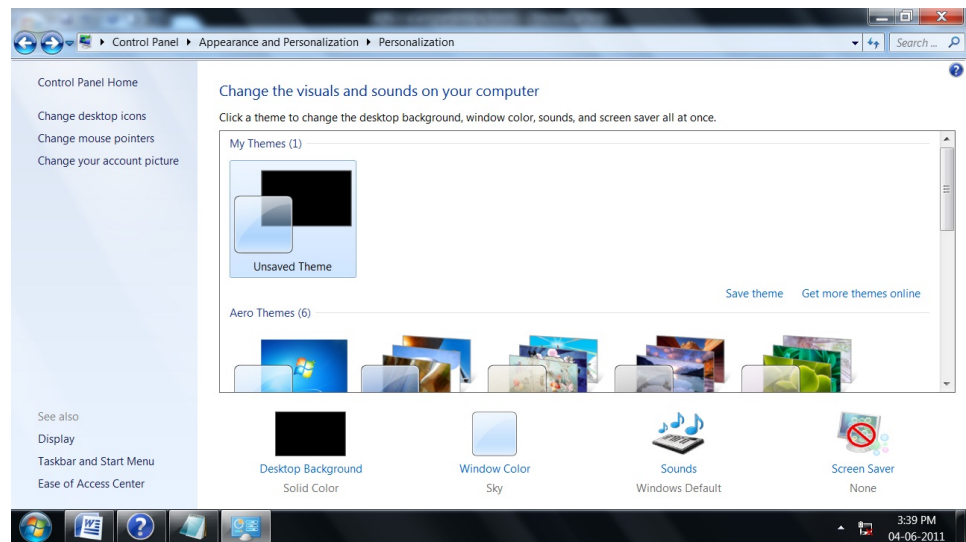 Control Panel ▸ Appearance and Personalization ▸ Personalization
Search ...
Control Panel Home
Change desktop icons
Change mouse pointers
Change your account picture
Change the visuals and sounds on your computer
Click a theme to change the desktop background, window color, sounds, and screen saver all at once.
My Themes (1)
Unsaved Theme
Save theme Get more themes online
Aero Themes (6)
See also
Display
Taskbar and Start Menu
Ease of Access Center
Desktop Background
Solid Color
Window Color
Sky
Sounds
Windows Default
Screen Saver
None
W
3:39 PM
04-06-2011